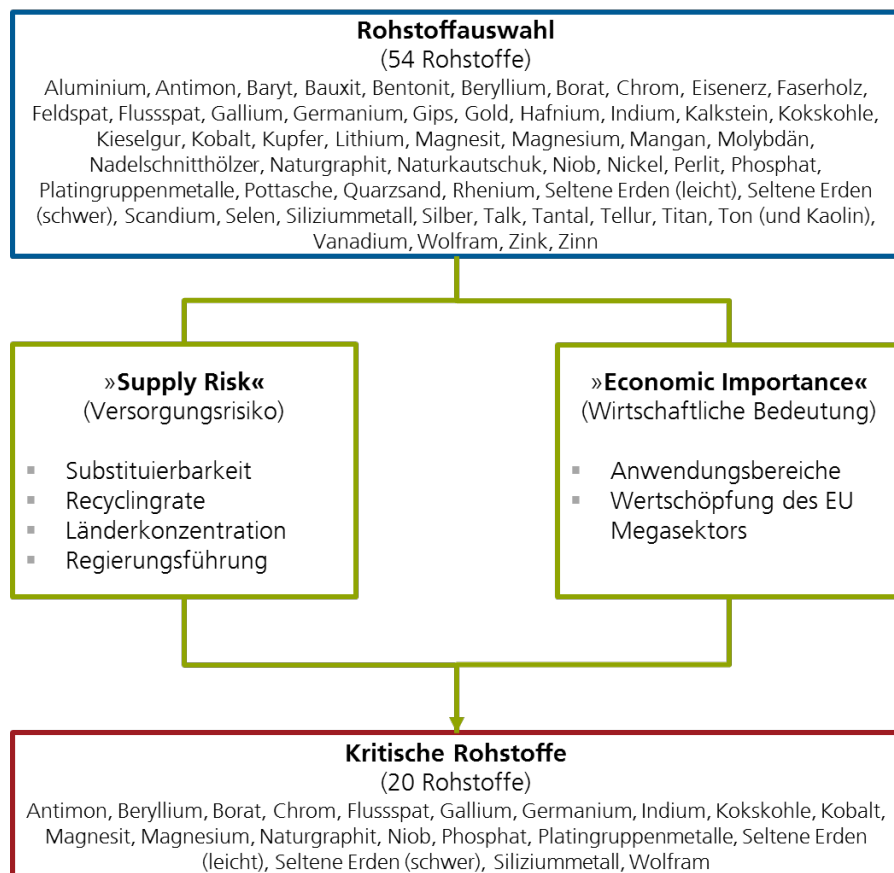 Rohstoffauswahl
(54 Rohstoffe)
Aluminium, Antimon, Baryt, Bauxit, Bentonit, Beryllium, Borat, Chrom, Eisenerz, Faserholz,
Feldspat, Flussspat, Gallium, Germanium, Gips, Gold, Hafnium, Indium, Kalkstein, Kokskohle,
Kieselgur, Kobalt, Kupfer, Lithium, Magnesit, Magnesium, Mangan, Molybdän,
Nadelschnitthölzer, Naturgraphit, Naturkautschuk, Niob, Nickel, Perlit, Phosphat,
Platingruppenmetalle, Pottasche, Quarzsand, Rhenium, Seltene Erden (leicht), Seltene Erden
(schwer), Scandium, Selen, Siliziummetall, Silber, Talk, Tantal, Tellur, Titan, Ton (und Kaolin),
Vanadium, Wolfram, Zink, Zinn
»Supply Risk«
(Versorgungsrisiko)
▪ Substituierbarkeit
▪ Recyclingrate
▪ Länderkonzentration
▪ Regierungsführung
»Economic Importance«
(Wirtschaftliche Bedeutung)
▪ Anwendungsbereiche
▪ Wertschöpfung des EU
Megasektors
Kritische Rohstoffe
(20 Rohstoffe)
Antimon, Beryllium, Borat, Chrom, Flussspat, Gallium, Germanium, Indium, Kokskohle, Kobalt,
Magnesit, Magnesium, Naturgraphit, Niob, Phosphat, Platingruppenmetalle, Seltene Erden
(leicht), Seltene Erden (schwer), Siliziummetall, Wolfram